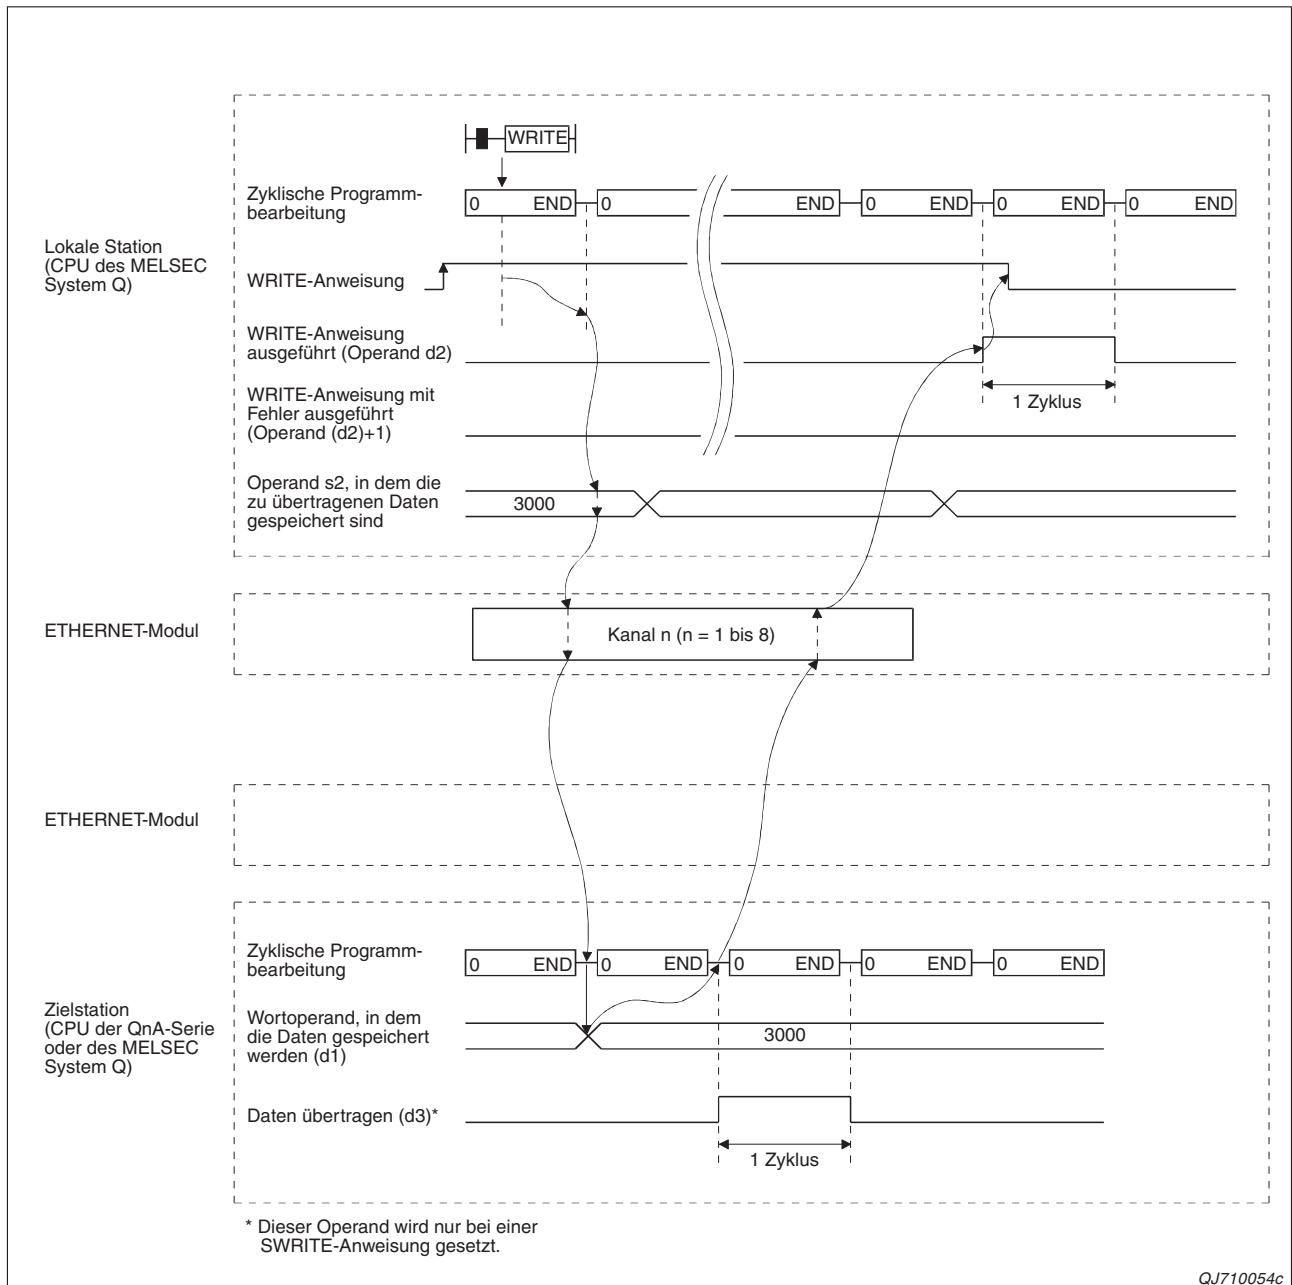 WRITE
Zyklische Programm-
bearbeitung
0 END 0 END 0 END 0 END 0 END
Lokale Station
(CPU des MELSEC
System Q)
WRITE-Anweisung
WRITE-Anweisung
ausgeführt (Operand d2)
1 Zyklus
WRITE-Anweisung mit
Fehler ausgeführt
(Operand (d2)+1)
Operand s2, in dem die
zu übertragenen Daten
gespeichert sind
3000
ETHERNET-Modul
Kanal n (n = 1 bis 8)
ETHERNET-Modul
Zyklische Programm-
bearbeitung
0 END 0 END 0 END 0 END 0 END
Zielstation
(CPU der QnA-Serie
oder des MELSEC
System Q)
Wortoperand, in dem
die Daten gespeichert
werden (d1)
3000
Daten übertragen (d3)*
1 Zyklus
* Dieser Operand wird nur bei einer
SWRITE-Anweisung gesetzt.
QJ710054c